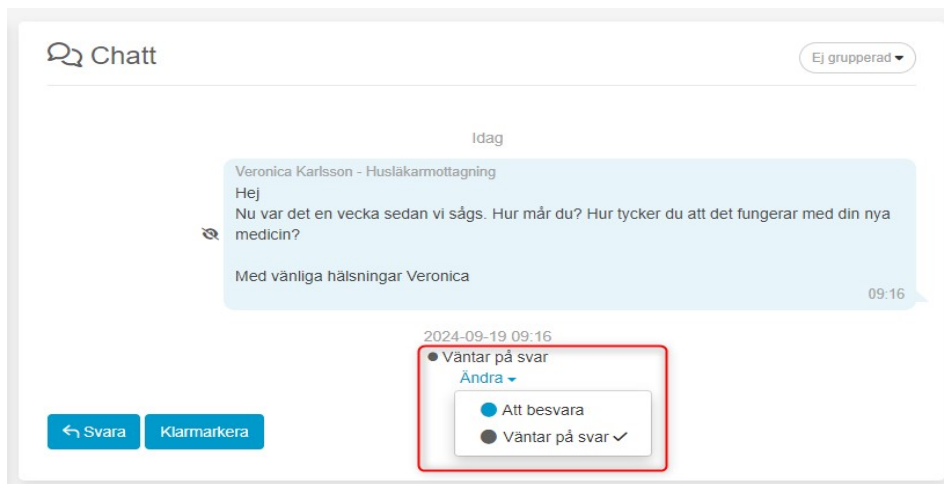 Chatt
Ej grupperad
Idag
Veronica Karlsson - Husläkarmottagning
Hej
Nu var det en vecka sedan vi sågs. Hur mår du? Hur tycker du att det fungerar med din nya
medicin?
Med vänliga hälsningar Veronica
09:16
2024-09-19 09:16
Väntar på svar
Ändra
Att besvara
Väntar på svar
Svara
Klarmarkera